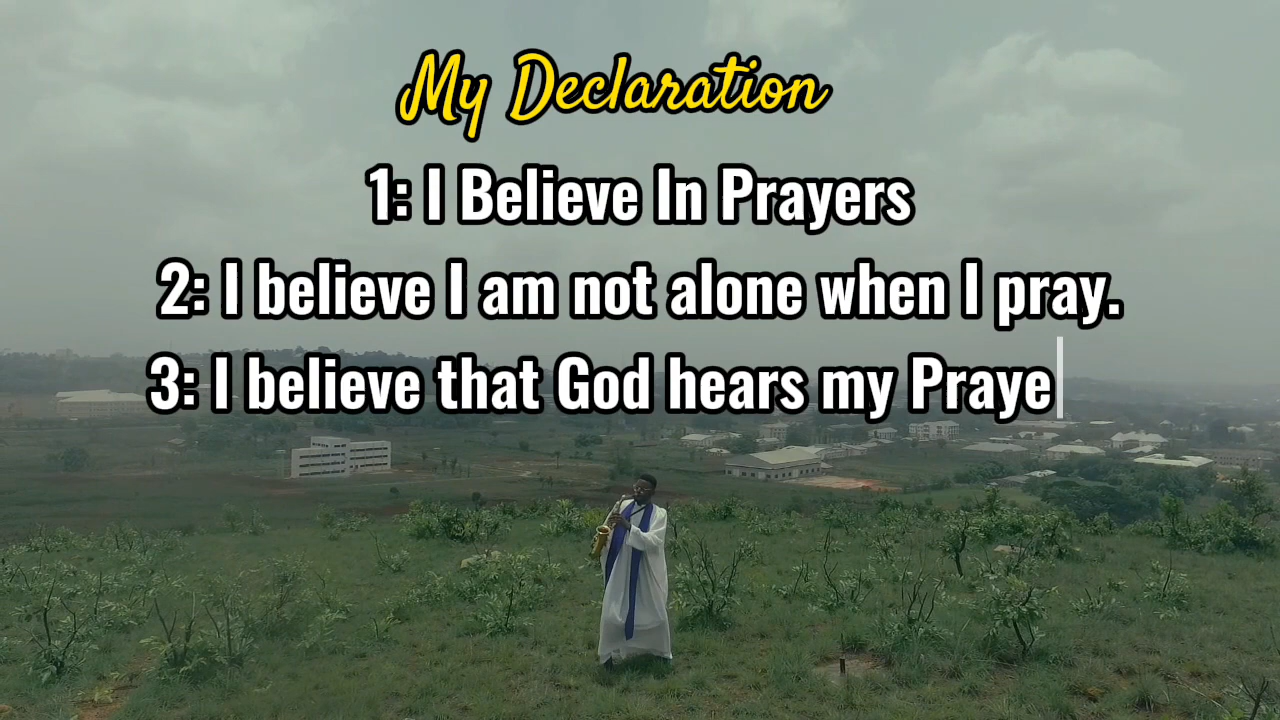 My Declaration
1: I Believe In Prayers
2: I believe I am not alone when I pray.
3: I believe that God hears my Praye